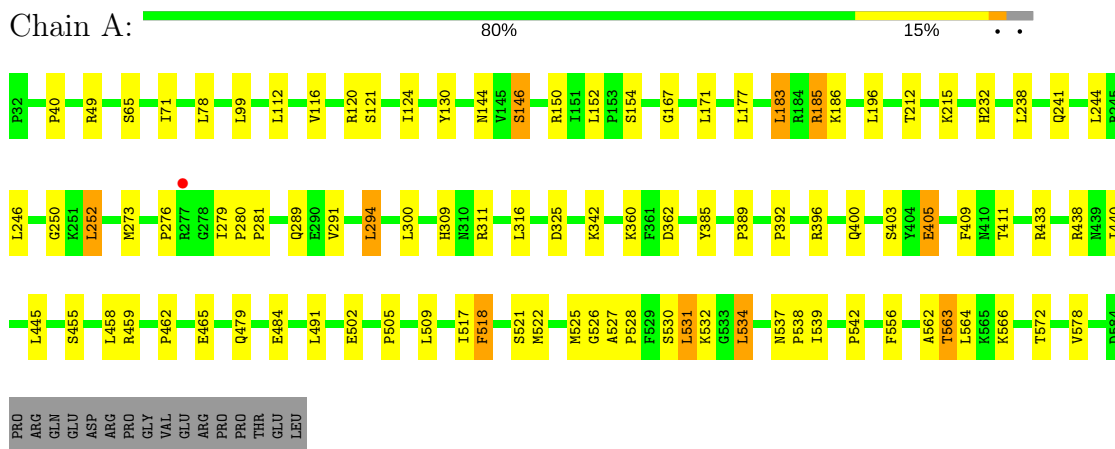 Chain A:
80% 15% • •
P32 P40 R49 S65 I71 L78 L99 L112 V116 R120 S121 I124 Y130 N144 V145 S146 R150 I151 L152 P153 S154 G167 L171 L177 L183 R184 R185 K186 L196 T212 K215 H232 L238 Q241 L244 R245
L246 G250 K251 L252 M273 P276 R277 G278 I279 P280 P281 Q289 E290 V291 L294 L300 H309 N310 R311 L316 D325 K342 K360 F361 D362 Y385 P389 P392 R396 Q400 S403 Y404 E405 F409 N410 T411 R433 R438 N439 I440
L445 S455 L458 R459 P462 E465 Q479 E484 L491 E502 P505 L509 I517 F518 S521 M522 M525 G526 A527 P528 F529 S530 L531 K532 G533 L534 N537 P538 I539 P542 F556 A562 T563 L564 K565 K566 T572 V578 D584
PRO ARG GLN GLU ASP ARG PRO GLY VAL GLU ARG PRO PRO THR GLU LEU